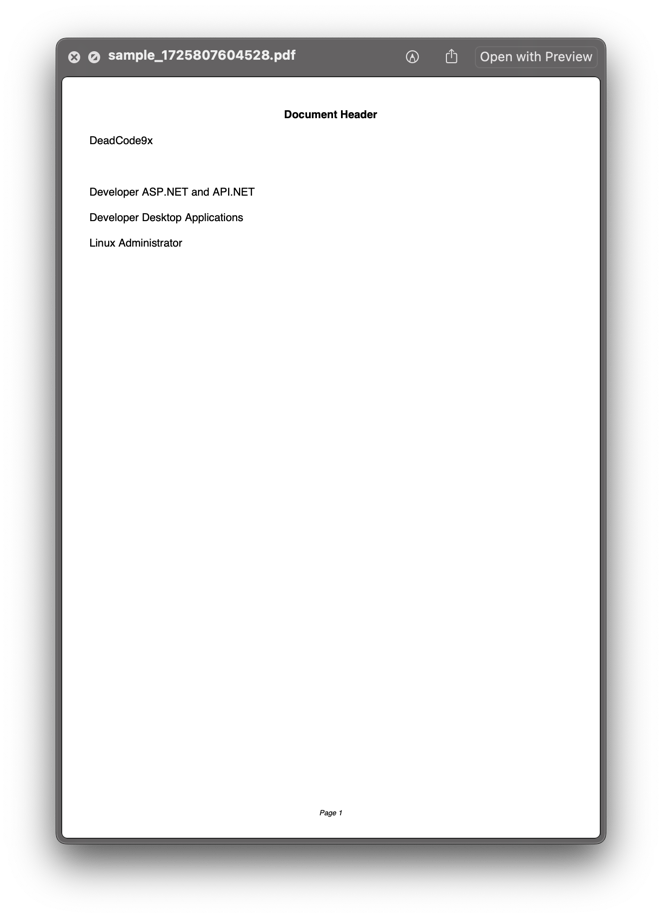 sample_1725807604528.pdf
Open with Preview
Document Header
DeadCode9x
Developer ASP.NET and API.NET
Developer Desktop Applications
Linux Administrator
Page 1